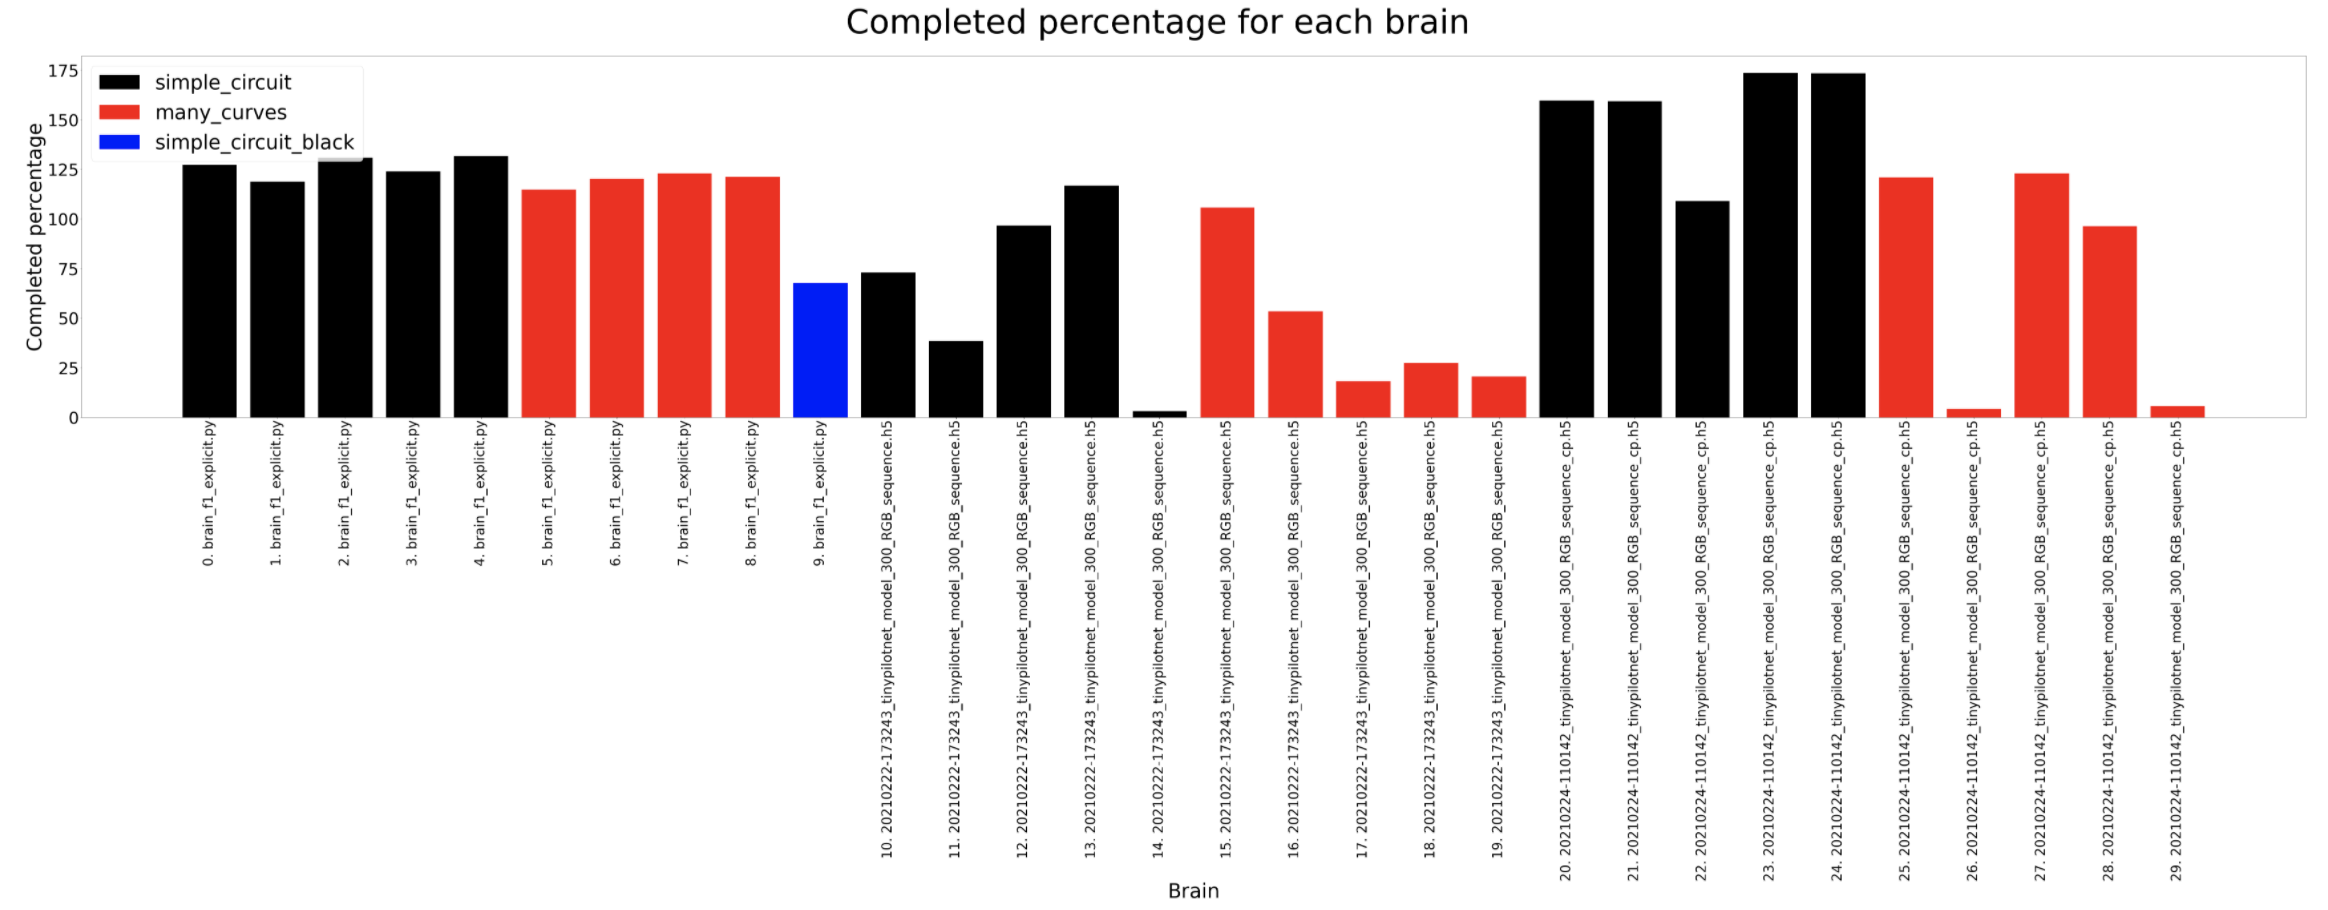 Completed percentage for each brain
simple_circuit
many_curves
simple_circuit_black
Completed percentage
175
150
125
100
75
50
25
0
0. brain_f1_explicit.py
1. brain_f1_explicit.py
2. brain_f1_explicit.py
3. brain_f1_explicit.py
4. brain_f1_explicit.py
5. brain_f1_explicit.py
6. brain_f1_explicit.py
7. brain_f1_explicit.py
8. brain_f1_explicit.py
9. brain_f1_explicit.py
10. 20210222-173243_tinypilotnet_model_300_RGB_sequence.h5
11. 20210222-173243_tinypilotnet_model_300_RGB_sequence.h5
12. 20210222-173243_tinypilotnet_model_300_RGB_sequence.h5
13. 20210222-173243_tinypilotnet_model_300_RGB_sequence.h5
14. 20210222-173243_tinypilotnet_model_300_RGB_sequence.h5
15. 20210222-173243_tinypilotnet_model_300_RGB_sequence.h5
16. 20210222-173243_tinypilotnet_model_300_RGB_sequence.h5
17. 20210222-173243_tinypilotnet_model_300_RGB_sequence.h5
18. 20210222-173243_tinypilotnet_model_300_RGB_sequence.h5
19. 20210222-173243_tinypilotnet_model_300_RGB_sequence.h5
20. 20210224-110142_tinypilotnet_model_300_RGB_sequence_cp.h5
21. 20210224-110142_tinypilotnet_model_300_RGB_sequence_cp.h5
22. 20210224-110142_tinypilotnet_model_300_RGB_sequence_cp.h5
23. 20210224-110142_tinypilotnet_model_300_RGB_sequence_cp.h5
24. 20210224-110142_tinypilotnet_model_300_RGB_sequence_cp.h5
25. 20210224-110142_tinypilotnet_model_300_RGB_sequence_cp.h5
26. 20210224-110142_tinypilotnet_model_300_RGB_sequence_cp.h5
27. 20210224-110142_tinypilotnet_model_300_RGB_sequence_cp.h5
28. 20210224-110142_tinypilotnet_model_300_RGB_sequence_cp.h5
29. 20210224-110142_tinypilotnet_model_300_RGB_sequence_cp.h5
Brain